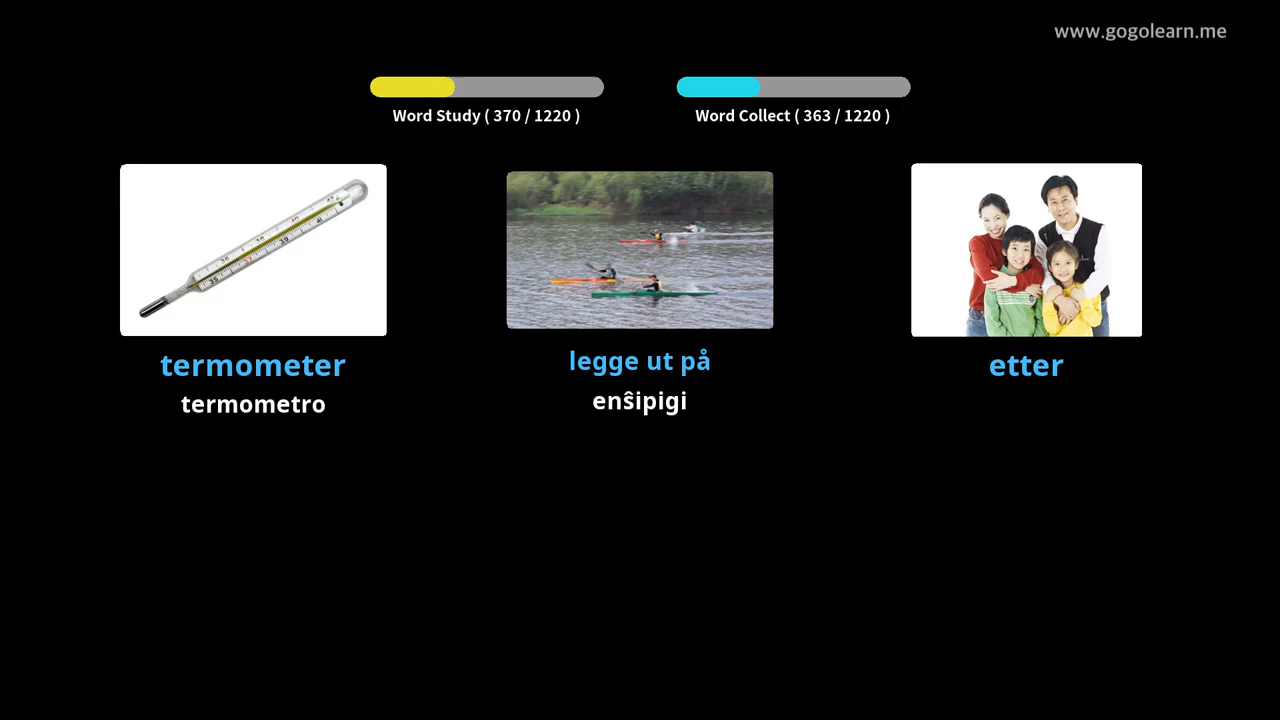 www.gogolearn.me
Word Study ( 370 / 1220 )
Word Collect ( 363 / 1220 )
termometer
termometro
legge ut på
enŝipigi
etter